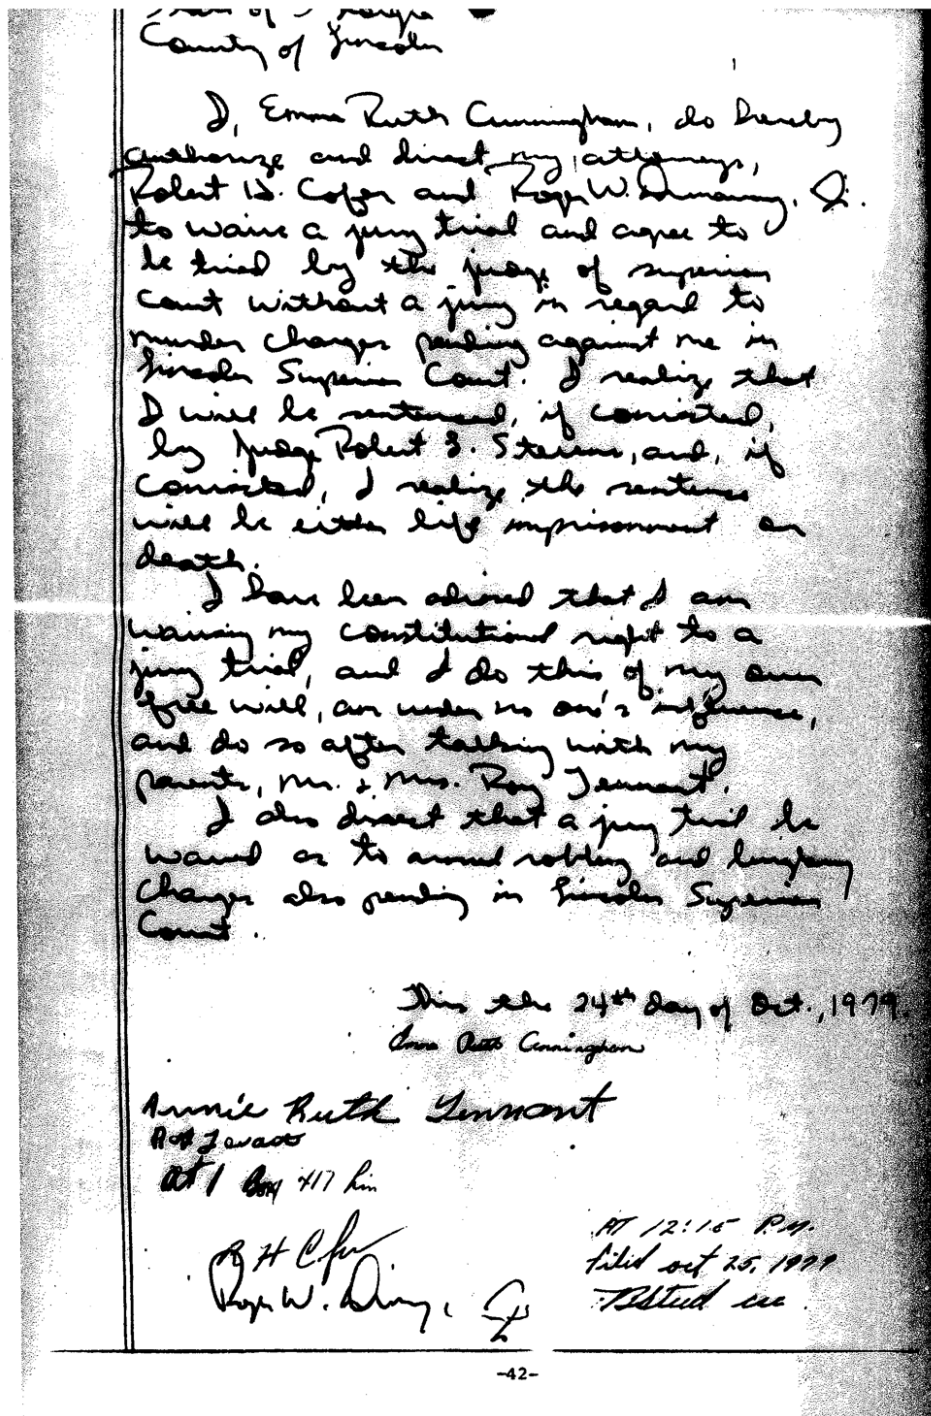 State of Georgia
County of Lincoln
I, Emma Ruth Cunningham, do hereby
authorize and direct my attorneys,
Robert H. Cofer and Roger W. Dunaway, Jr.
to waive a jury trial and agree to
be tried by the judge of superior
Court without a jury in regard to
murder charges pending against me in
Lincoln Superior Court. I realize that
I will be sentenced, if convicted,
by Judge Robert L. Stevens, and, if
convicted, I realize the sentence
will be either life imprisonment or
death.
I have been advised that I am
waiving my constitutional right to a
jury trial, and I do this of my own
free will, am under no one's influence,
and do so after talking with my
parents, Mr. & Mrs. Roy Tennant.
I also direct that a jury trial be
waived as to armed robbery and burglary
charges also pending in Lincoln Superior
Court.
This the 24th day of Oct., 1979.
Emma Ruth Cunningham
Annie Ruth Tennant
1 Box 417 Lin
R H Cofer
Roger W. Dunaway, Jr
AT 12:15 P.M.
filed oct 25, 1979
-42-